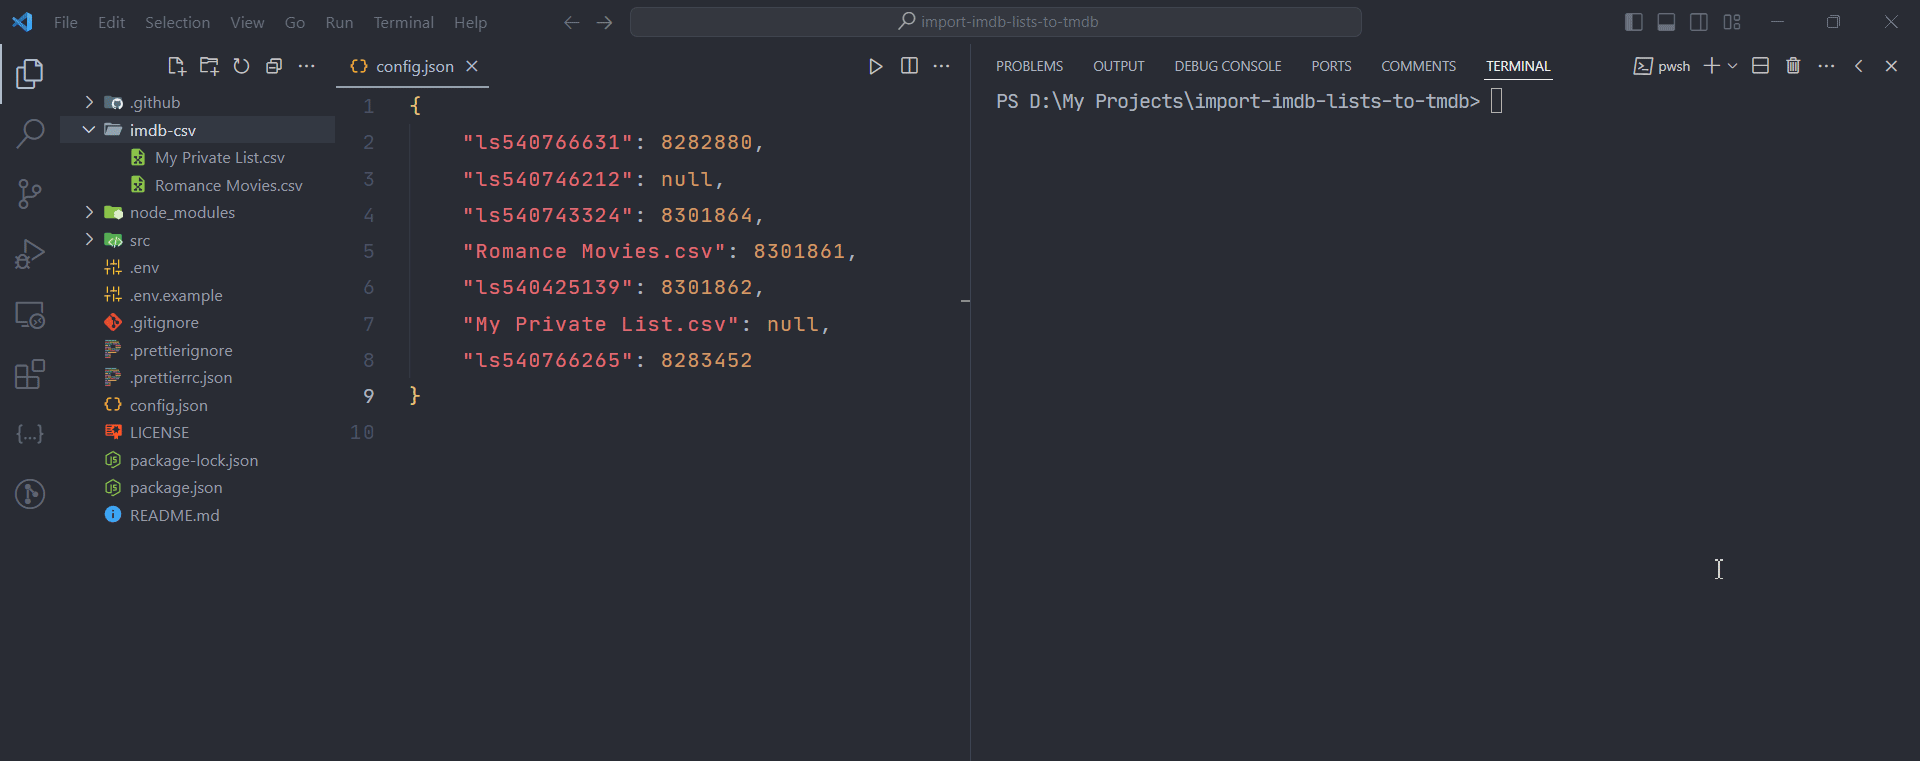 File Edit Selection View Go Run Terminal Help
import-imdb-lists-to-tmdb
.github
imdb-csv
My Private List.csv
Romance Movies.csv
node_modules
src
.env
.env.example
.gitignore
.prettierignore
.prettierrc.json
config.json
LICENSE
package-lock.json
package.json
README.md
config.json
1 {
2 "ls540766631": 8282880,
3 "ls540746212": null,
4 "ls540743324": 8301864,
5 "Romance Movies.csv": 8301861,
6 "ls540425139": 8301862,
7 "My Private List.csv": null,
8 "ls540766265": 8283452
9 }
10
PROBLEMS OUTPUT DEBUG CONSOLE PORTS COMMENTS TERMINAL
pwsh
PS D:\My Projects\import-imdb-lists-to-tmdb>